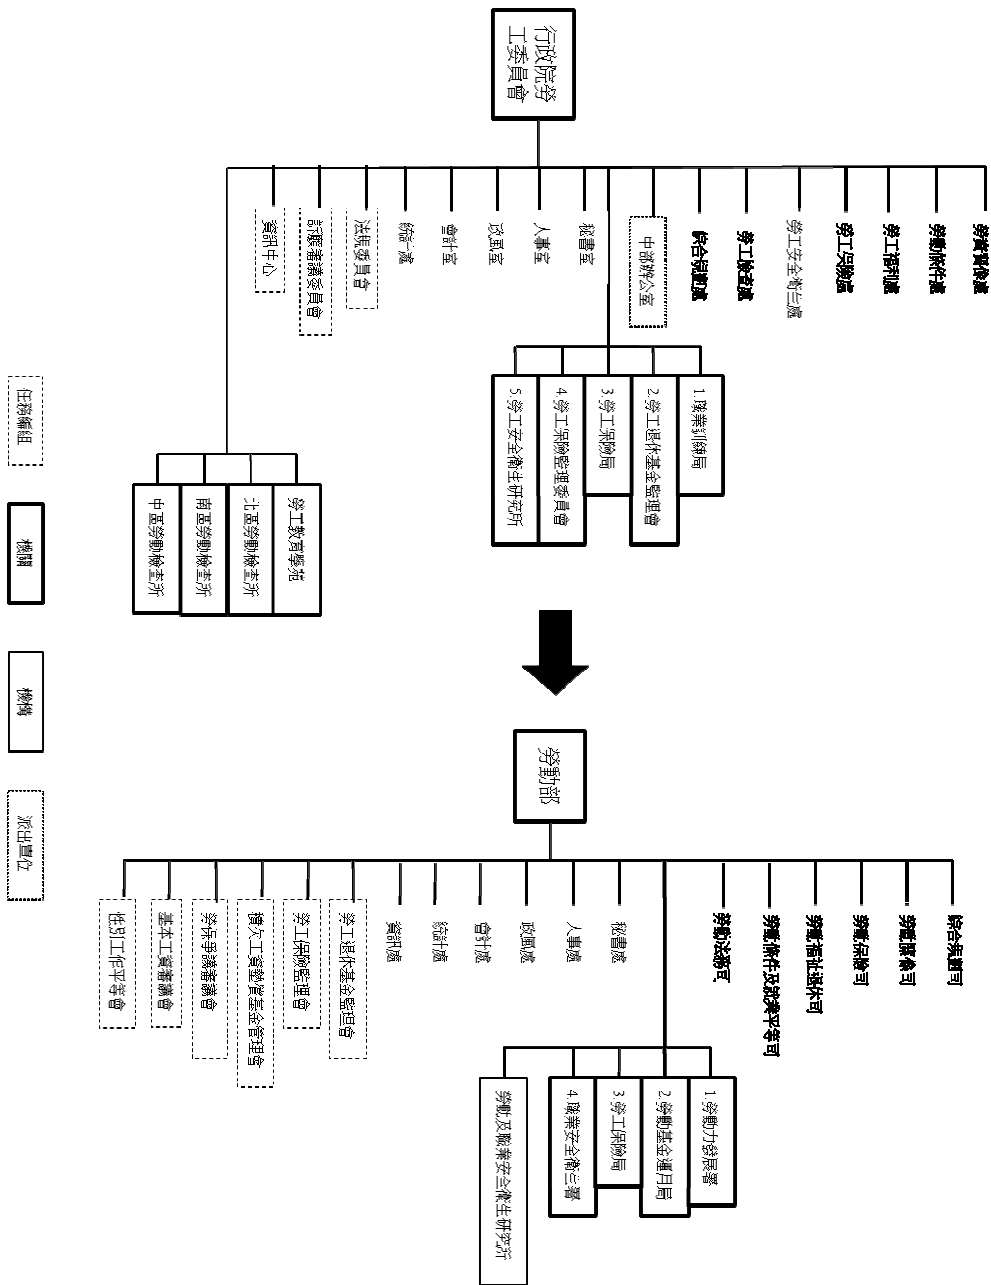 行政院勞
工委員會
勞資關係處
勞動條件處
勞工福利處
勞工保險處
勞工安全衛生處
勞工檢查處
綜合規劃處
中部辦公室
秘書室
人事室
政風室
會計室
統計處
法規委員會
訴願審議委員會
資訊中心
1.職業訓練局
2.勞工退休基金監理會
3.勞工保險局
4.勞工保險監理委員會
5.勞工安全衛生研究所
勞工教育學苑
北區勞動檢查所
南區勞動檢查所
中區勞動檢查所
勞動部
綜合規劃司
勞動關係司
勞動保險司
勞動福祉退休司
勞動條件及就業平等司
勞動法務司
秘書處
人事處
政風處
會計處
統計處
資訊處
勞工退休基金監理會
勞工保險監理會
積欠工資墊償基金管理會
勞保爭議審議會
基本工資審議會
性別工作平等會
1.勞動力發展署
2.勞動基金運用局
3.勞工保險局
4.職業安全衛生署
勞動及職業安全衛生研究所
任務編組
機關
機構
派出單位